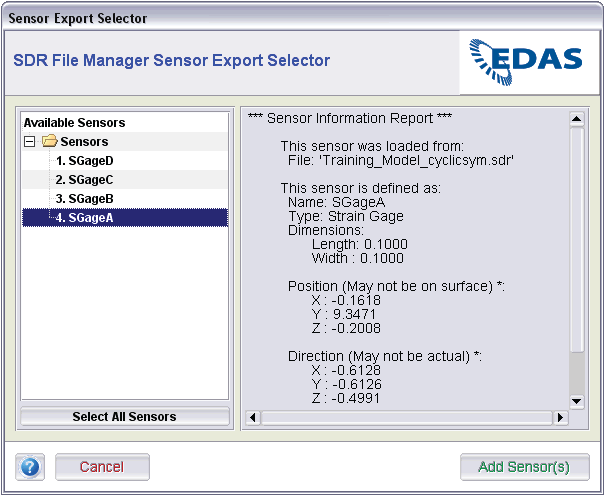 Sensor Export Selector
SDR File Manager Sensor Export Selector
EDAS
Available Sensors
Sensors
1. SGageD
2. SGageC
3. SGageB
4. SGageA
Select All Sensors
*** Sensor Information Report ***
This sensor was loaded from:
File: 'Training_Model_cyclicsym.sdr'
This sensor is defined as:
Name: SGageA
Type: Strain Gage
Dimensions:
Length: 0.1000
Width : 0.1000
Position (May not be on surface) *:
X : -0.1618
Y : 9.3471
Z : -0.2008
Direction (May not be actual) *:
X : -0.6128
Y : -0.6126
Z : -0.4991
?
Cancel
Add Sensor(s)